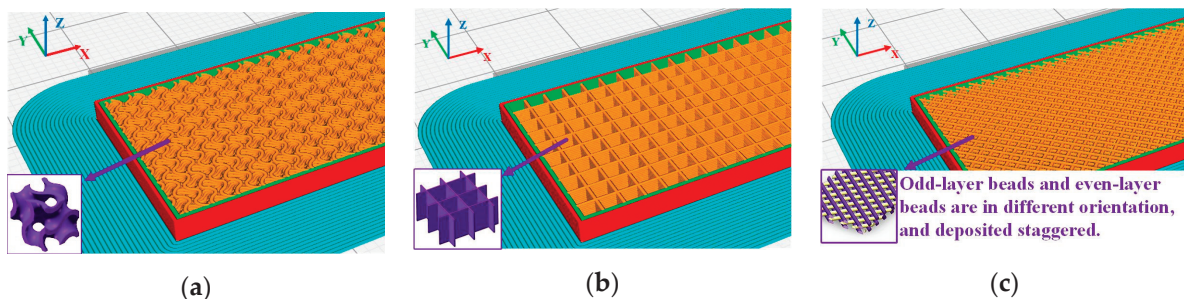 Z
Y
X
Z
Y
X
Z
Y
X
Odd-layer beads and even-layer
beads are in different orientation,
and deposited staggered.
(a)
(b)
(c)